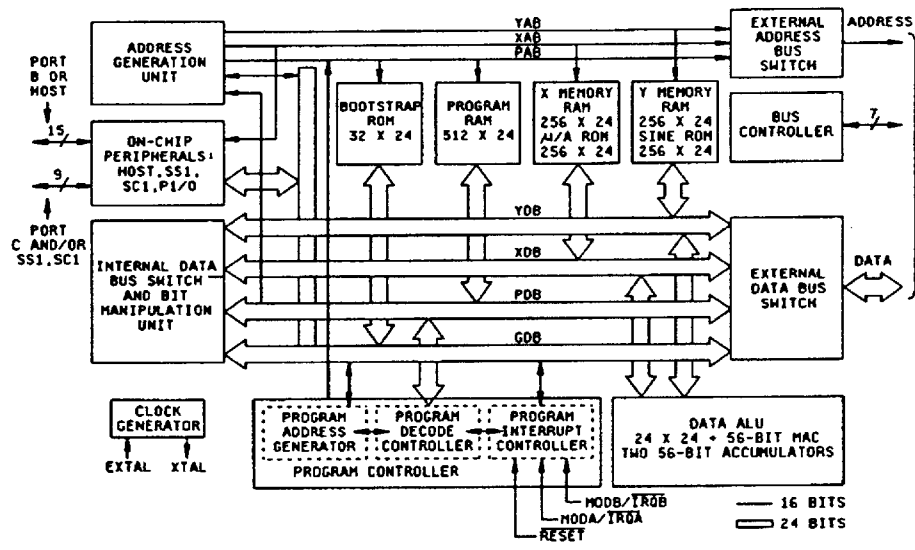 YAB
XAB
PAB
ADDRESS
GENERATION
UNIT
EXTERNAL
ADDRESS
BUS
SWITCH
ADDRESS
PORT
B OR
HOST
15
9
PORT
C AND/OR
SS1,SC1
ON-CHIP
PERIPHERALS:
HOST,SS1,
SC1,P1/O
BOOTSTRAP
ROM
32 X 24
PROGRAM
RAM
512 X 24
X MEMORY
RAM
256 X 24
μ/A ROM
256 X 24
Y MEMORY
RAM
256 X 24
SINE ROM
256 X 24
BUS
CONTROLLER
7
YDB
XDB
PDB
GDB
INTERNAL DATA
BUS SWITCH
AND BIT
MANIPULATION
UNIT
EXTERNAL
DATA BUS
SWITCH
DATA
CLOCK
GENERATOR
EXTAL
XTAL
PROGRAM
ADDRESS
GENERATOR
PROGRAM
DECODE
CONTROLLER
PROGRAM
INTERRUPT
CONTROLLER
PROGRAM CONTROLLER
DATA ALU
24 X 24 + 56-BIT MAC
TWO 56-BIT ACCUMULATORS
MODB/IRQB
MODA/IRQA
RESET
16 BITS
24 BITS